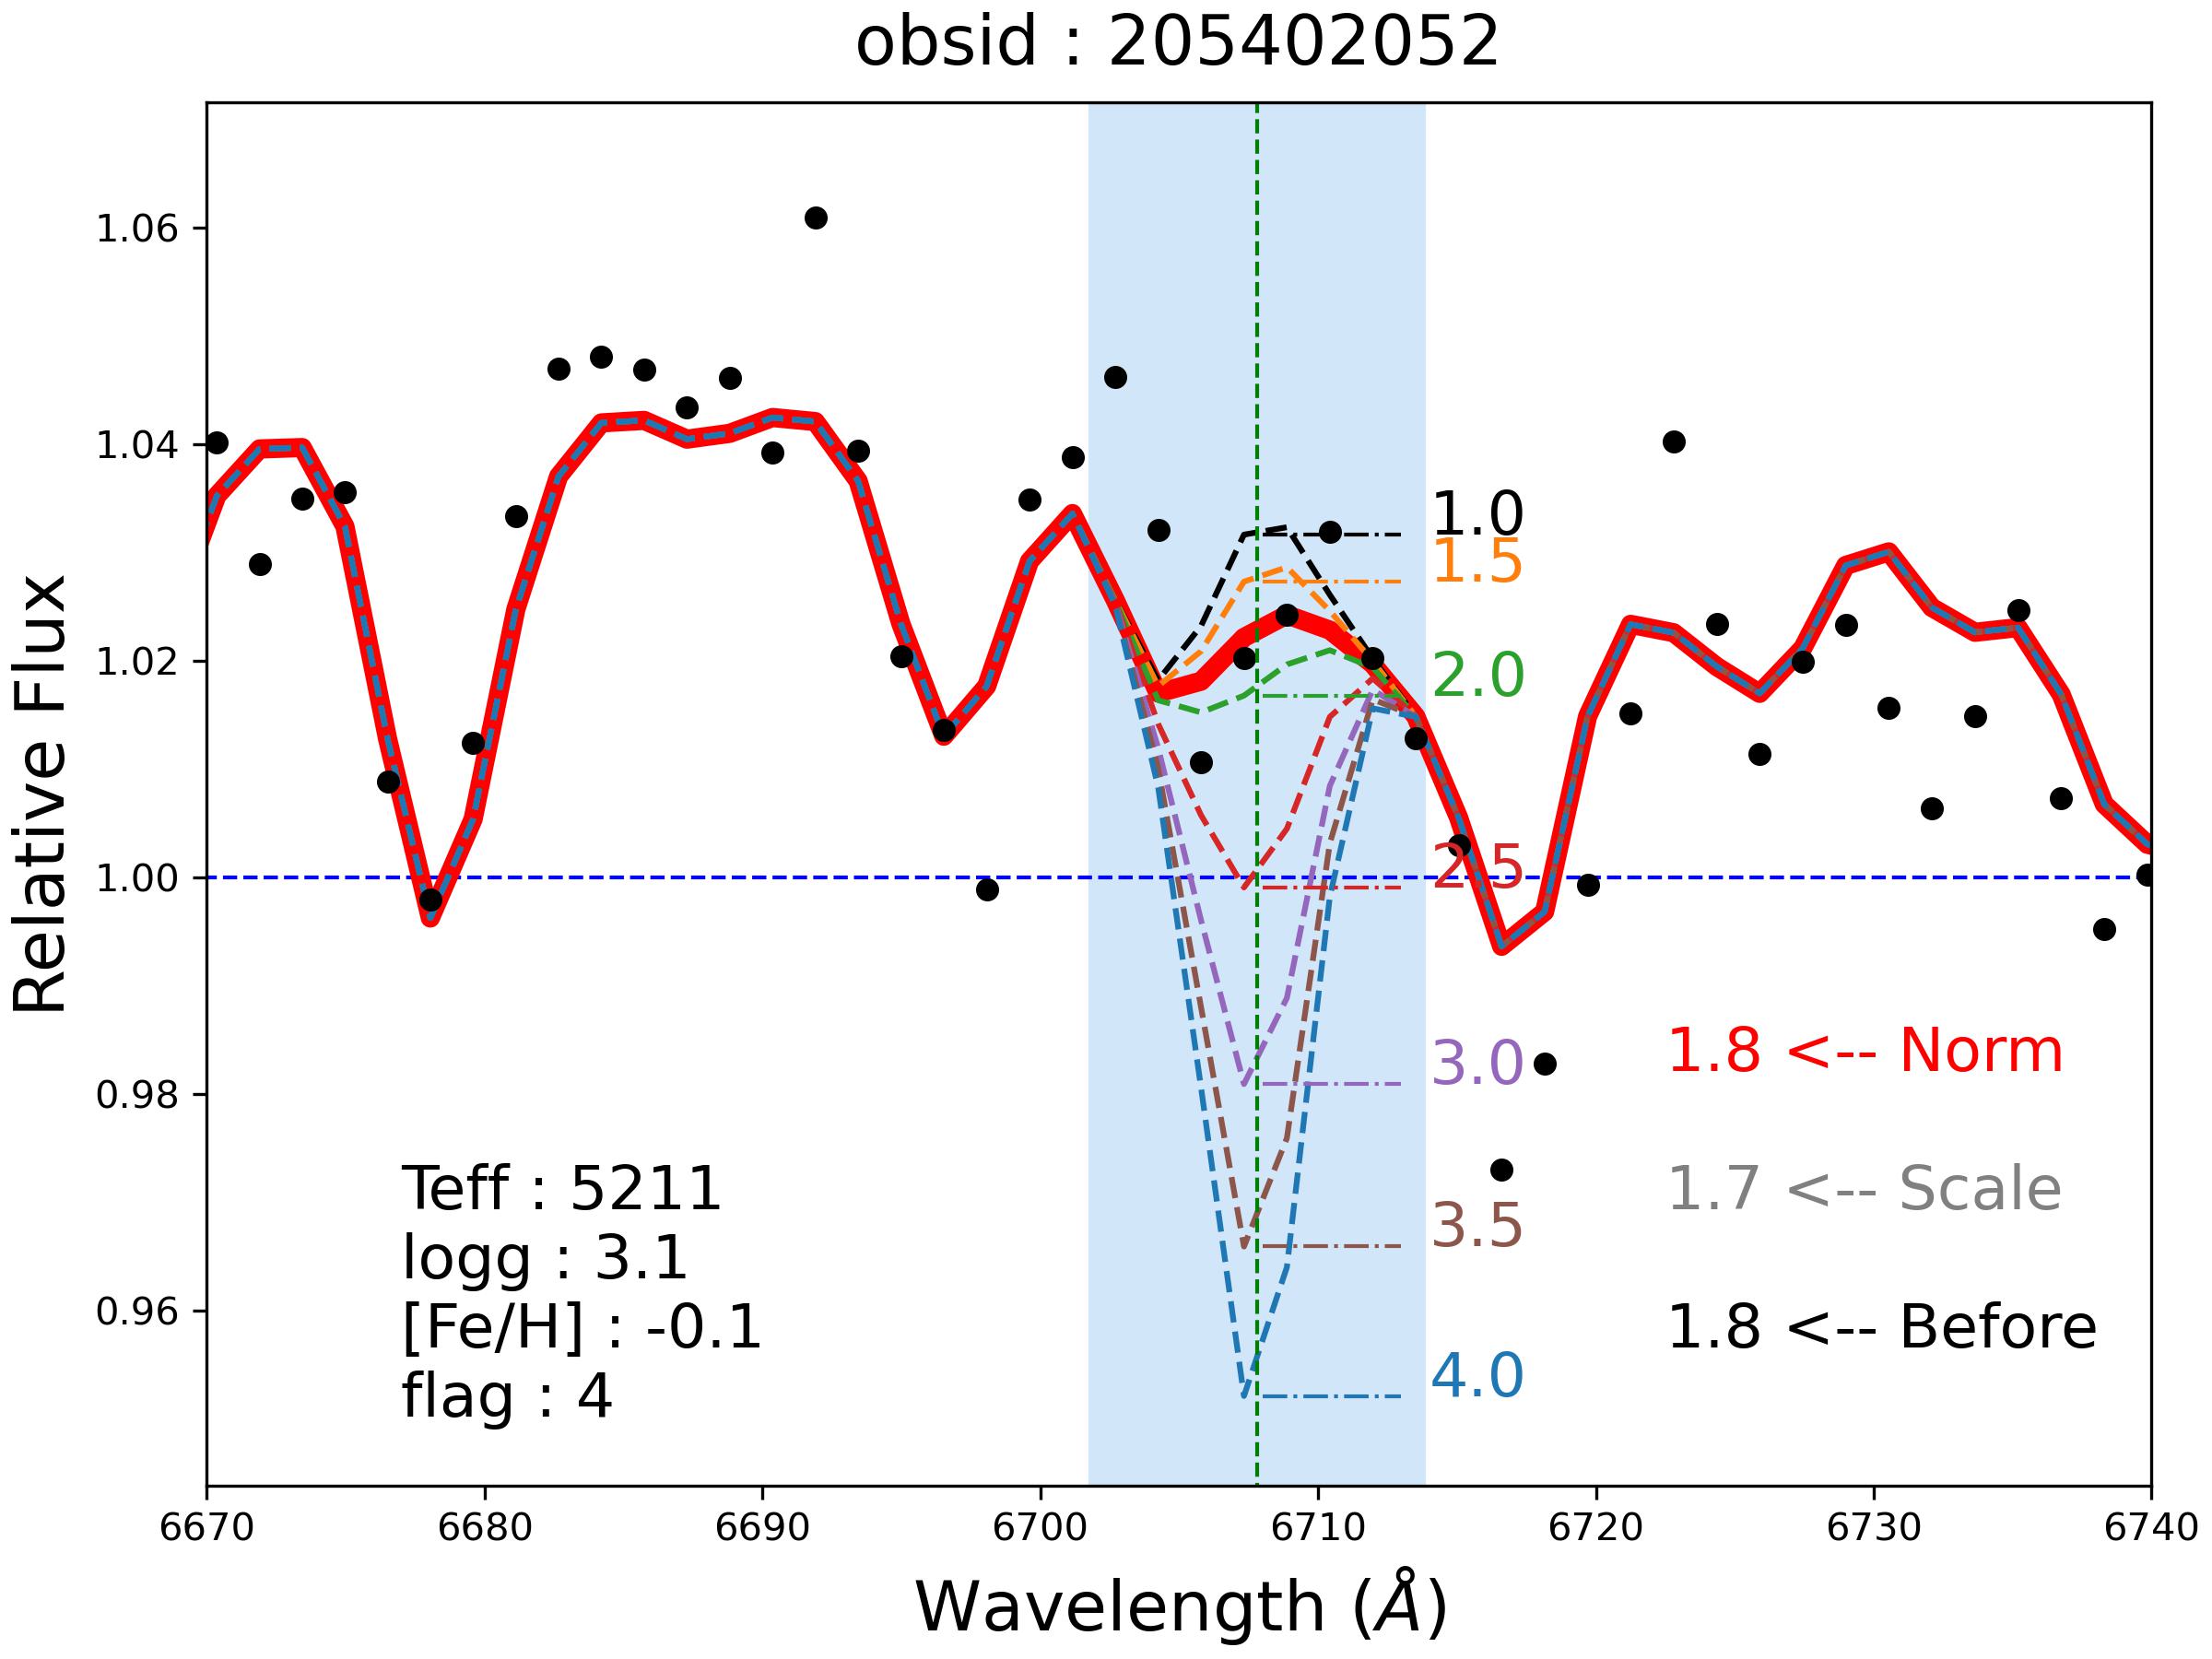 obsid : 205402052
Relative Flux
1.06
1.04
1.02
1.00
0.98
0.96
1.0
1.5
2.0
2.5
3.0
3.5
4.0
1.8 <-- Norm
1.7 <-- Scale
1.8 <-- Before
Teff : 5211
logg : 3.1
[Fe/H] : -0.1
flag : 4
6670 6680 6690 6700 6710 6720 6730 6740
Wavelength (Å)